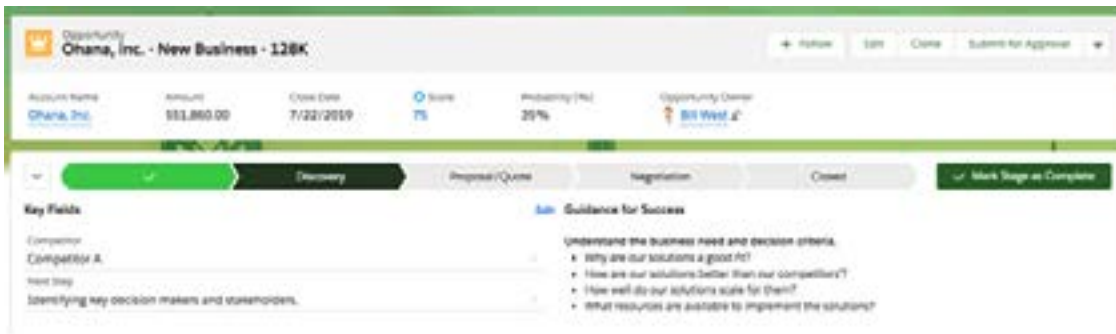 Opportunity
Ohana, Inc. - New Business - 128K
+ Follow Edit Clone Submit for Approval
Account Name Amount Close Date Score Probability (%) Opportunity Owner
Ohana, Inc. $51,860.00 7/22/2019 75 35% Bill West
Discovery Proposal/Quote Negotiation Closed Mark Stage as Complete
Key Fields Edit Guidance for Success
Competitor
Competitor A
Next Step
Identifying key decision makers and stakeholders.
Understand the business need and decision criteria.
• Why are our solutions a good fit?
• How are our solutions better than our competitors'?
• How well do our solutions scale for them?
• What resources are available to implement the solutions?